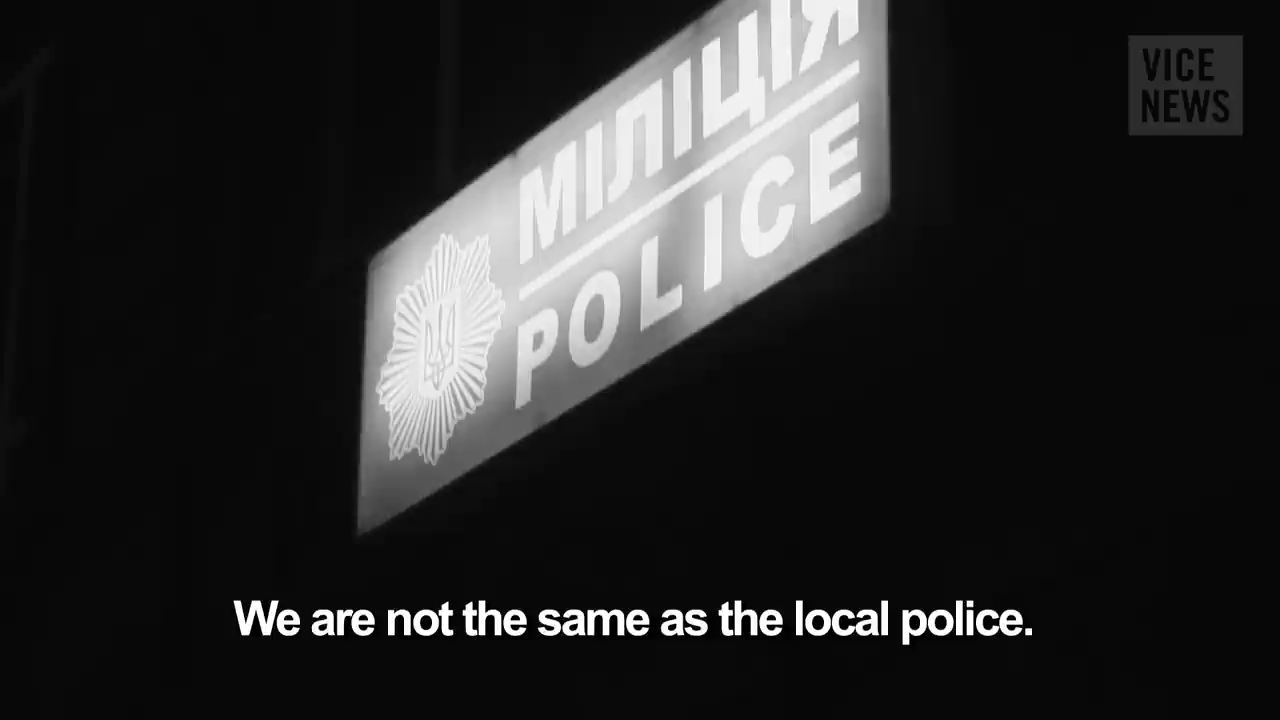 VICE
NEWS
МІЛІЦІЯ
POLICE
We are not the same as the local police.